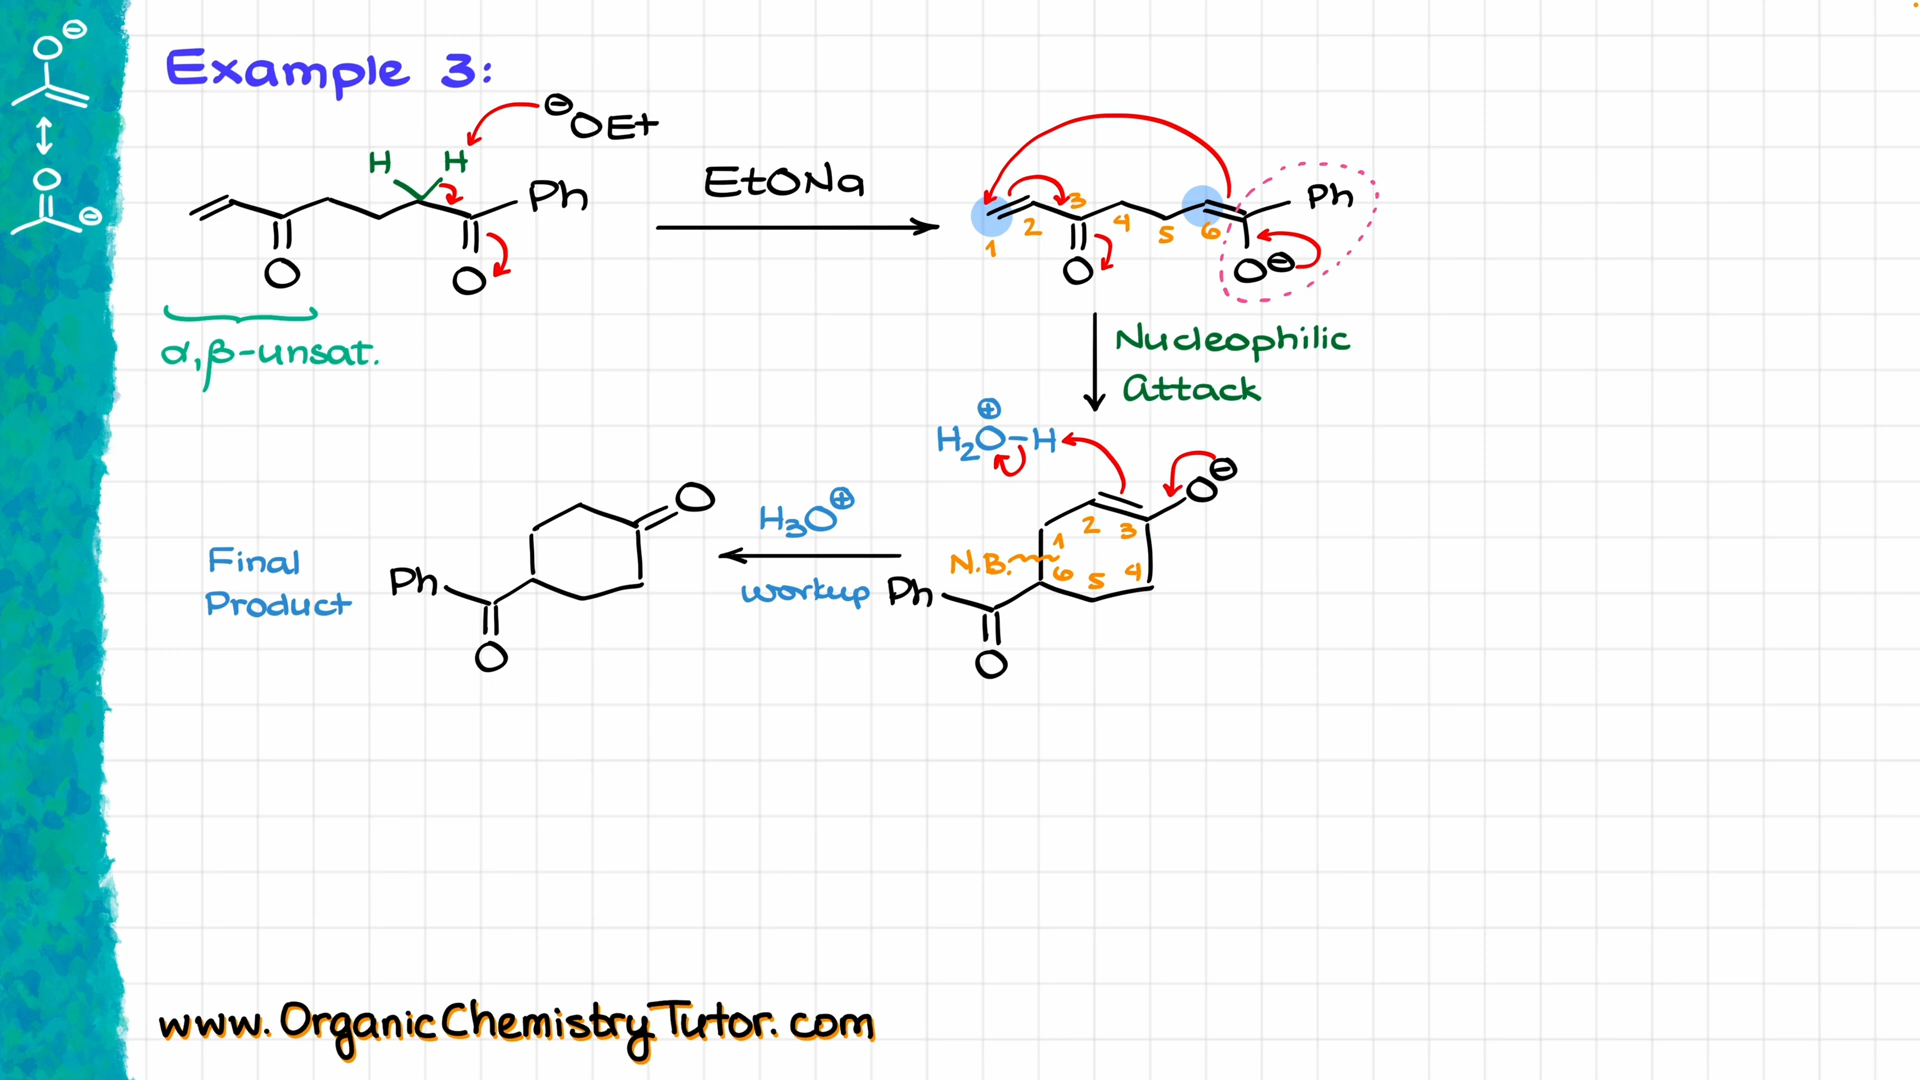 Example 3:
⊖OEt
H H
Ph
O O
α,β-unsat.
EtONa
Ph
1 2 3 4 5 6
O O⊖
Nucleophilic
Attack
⊕
H₂O-H
O⊖
1 2 3 4 5 6
N.B.
Ph
O
H₃O⊕
workup
O
Ph
O
Final
Product
O⊖
O
⊖
www.OrganicChemistryTutor.com